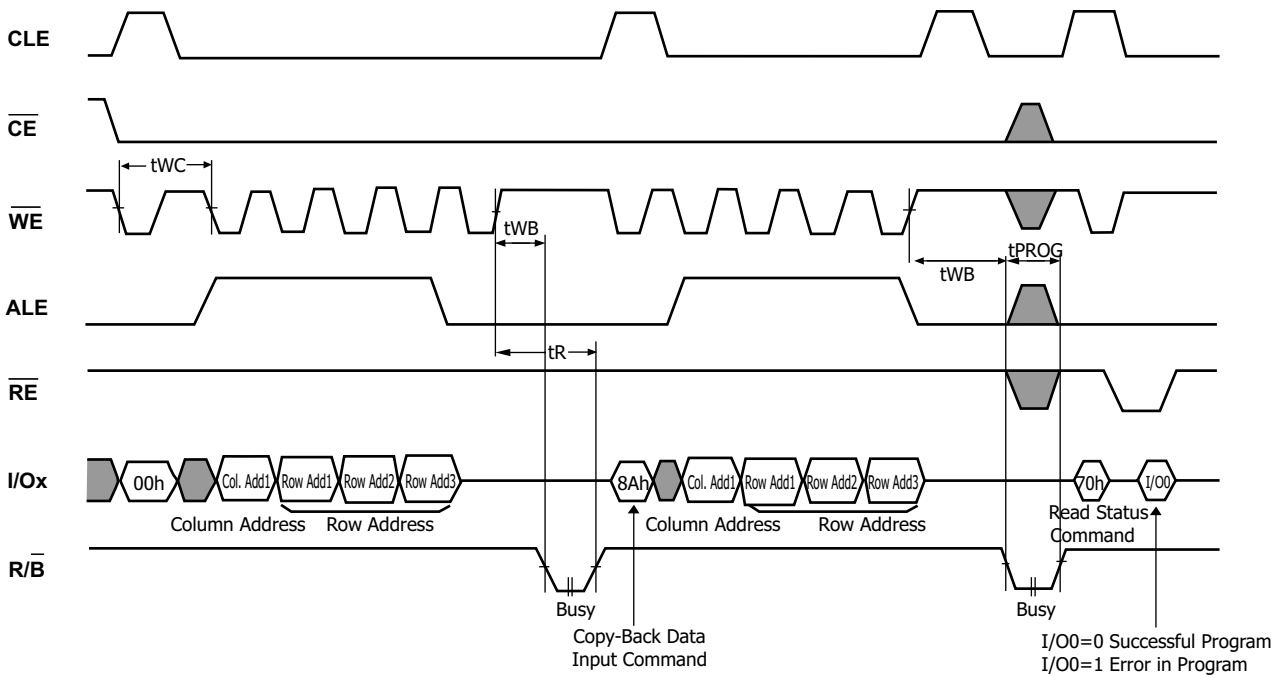 CLE
CE
tWC
WE
tWB
tPROG
tWB
ALE
tR
RE
I/Ox
00h
Col. Add1
Row Add1
Row Add2
Row Add3
8Ah
Col. Add1
Row Add1
Row Add2
Row Add3
70h
I/O0
Column Address
Row Address
Column Address
Row Address
Read Status
Command
R/B
Busy
Busy
Copy-Back Data
Input Command
I/O0=0 Successful Program
I/O0=1 Error in Program